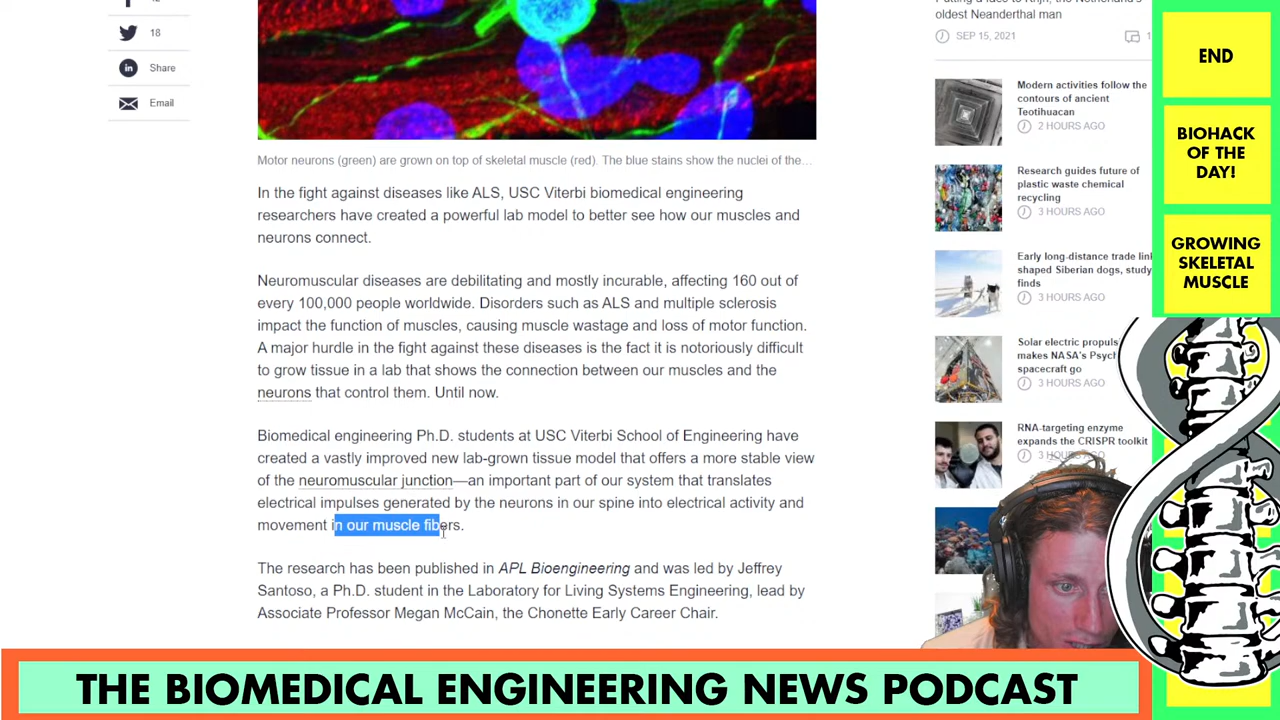 18
Share
Email
Motor neurons (green) are grown on top of skeletal muscle (red). The blue stains show the nuclei of the...
In the fight against diseases like ALS, USC Viterbi biomedical engineering
researchers have created a powerful lab model to better see how our muscles and
neurons connect.
Neuromuscular diseases are debilitating and mostly incurable, affecting 160 out of
every 100,000 people worldwide. Disorders such as ALS and multiple sclerosis
impact the function of muscles, causing muscle wastage and loss of motor function.
A major hurdle in the fight against these diseases is the fact it is notoriously difficult
to grow tissue in a lab that shows the connection between our muscles and the
neurons that control them. Until now.
Biomedical engineering Ph.D. students at USC Viterbi School of Engineering have
created a vastly improved new lab-grown tissue model that offers a more stable view
of the neuromuscular junction—an important part of our system that translates
electrical impulses generated by the neurons in our spine into electrical activity and
movement in our muscle fibers.
The research has been published in APL Bioengineering and was led by Jeffrey
Santoso, a Ph.D. student in the Laboratory for Living Systems Engineering, lead by
Associate Professor Megan McCain, the Chonette Early Career Chair.
oldest Neanderthal man
SEP 15, 2021
1
Modern activities follow the
contours of ancient
Teotihuacan
2 HOURS AGO
Research guides future of
plastic waste chemical
recycling
3 HOURS AGO
Early long-distance trade lin
shaped Siberian dogs, study
finds
3 HOURS AGO
Solar electric propuls
makes NASA's Psych
spacecraft go
3 HOURS AGO
RNA-targeting enzyme
expands the CRISPR toolkit
3 HOURS AGO
END
BIOHACK
OF THE
DAY!
GROWING
SKELETAL
MUSCLE
THE BIOMEDICAL ENGINEERING NEWS PODCAST